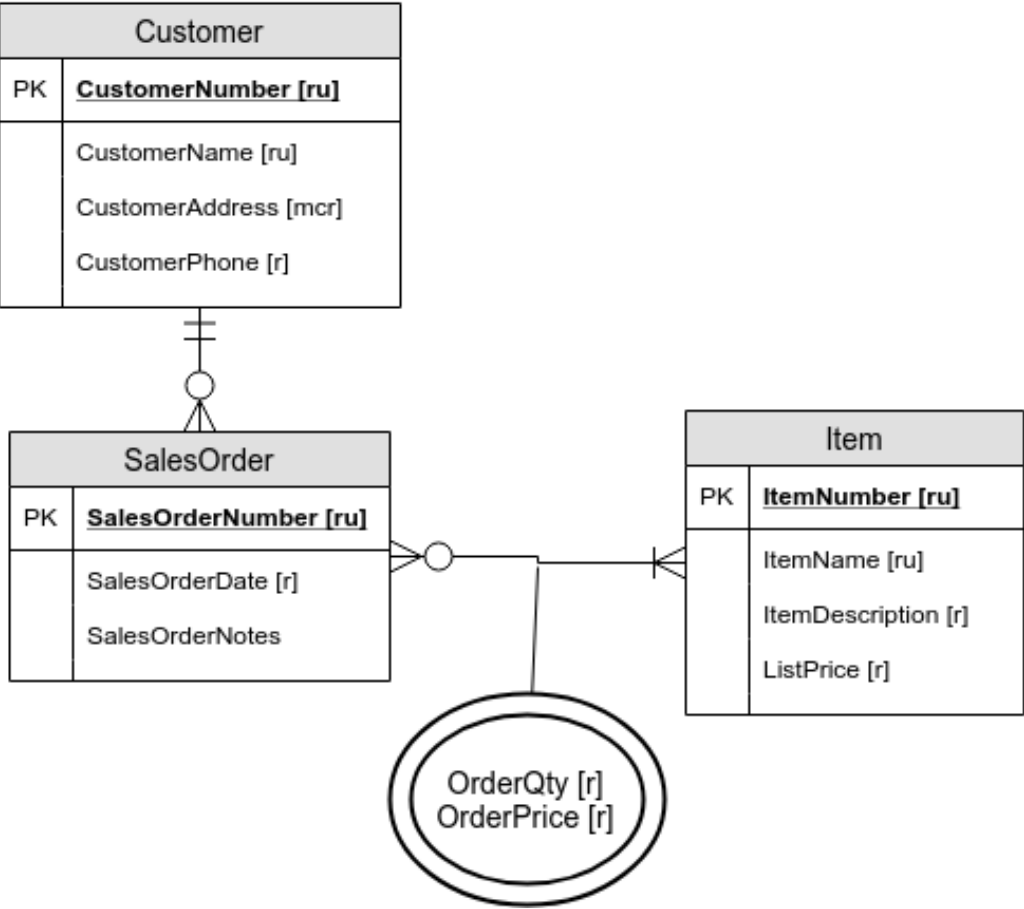 Customer
PK CustomerNumber [ru]
CustomerName [ru]
CustomerAddress [mcr]
CustomerPhone [r]
SalesOrder
PK SalesOrderNumber [ru]
SalesOrderDate [r]
SalesOrderNotes
Item
PK ItemNumber [ru]
ItemName [ru]
ItemDescription [r]
ListPrice [r]
OrderQty [r]
OrderPrice [r]